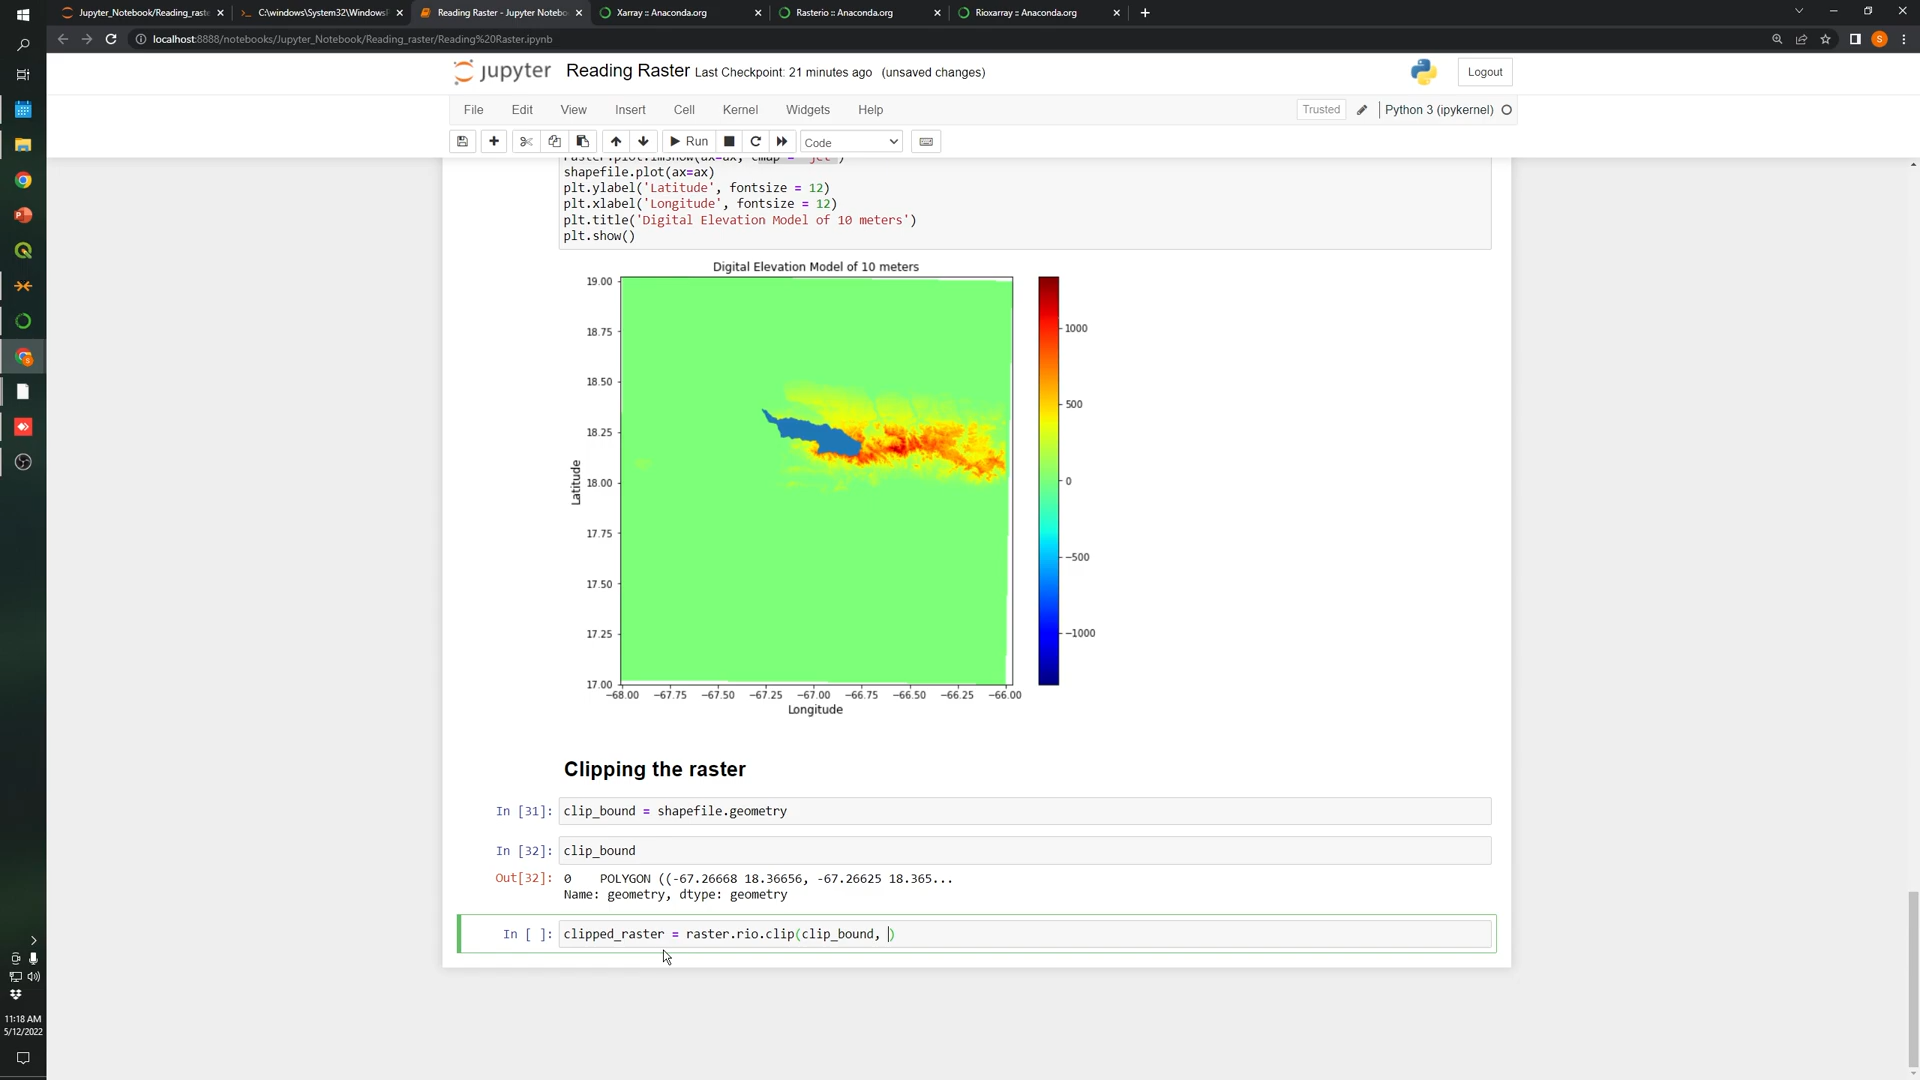 Jupyter_Notebook/Reading_raste
C:\windows\System32\Windows
Reading Raster - Jupyter Notebo
Xarray :: Anaconda.org
Rasterio :: Anaconda.org
Rioxarray :: Anaconda.org
localhost:8888/notebooks/Jupyter_Notebook/Reading_raster/Reading%20Raster.ipynb
S
jupyter Reading Raster Last Checkpoint: 21 minutes ago (unsaved changes)
Logout
File Edit View Insert Cell Kernel Widgets Help
Trusted Python 3 (ipykernel)
Run Code
raster.plot.imshow(ax=ax, cmap = 'jet')
shapefile.plot(ax=ax)
plt.ylabel('Latitude', fontsize = 12)
plt.xlabel('Longitude', fontsize = 12)
plt.title('Digital Elevation Model of 10 meters')
plt.show()
Digital Elevation Model of 10 meters
19.00
18.75
18.50
18.25
18.00
17.75
17.50
17.25
17.00
Latitude
−68.00 −67.75 −67.50 −67.25 −67.00 −66.75 −66.50 −66.25 −66.00
Longitude
1000
500
0
−500
−1000
Clipping the raster
In [31]: clip_bound = shapefile.geometry
In [32]: clip_bound
Out[32]: 0 POLYGON ((-67.26668 18.36656, -67.26625 18.365...
Name: geometry, dtype: geometry
In [ ]: clipped_raster = raster.rio.clip(clip_bound, )
11:18 AM
5/12/2022